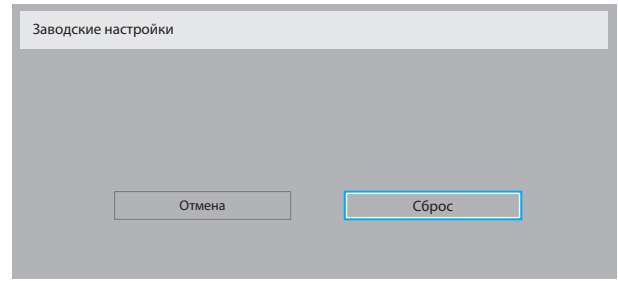 Заводские настройки
Отмена
Сброс